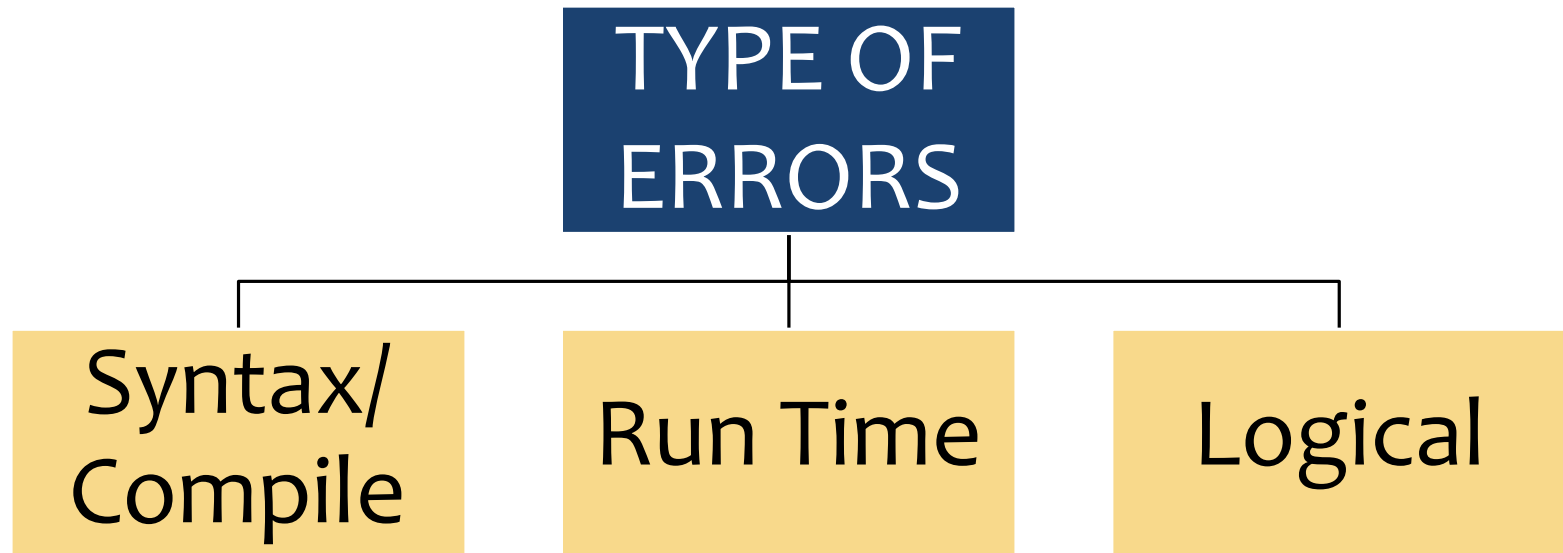 TYPE OF
ERRORS
Syntax/
Compile
Run Time
Logical